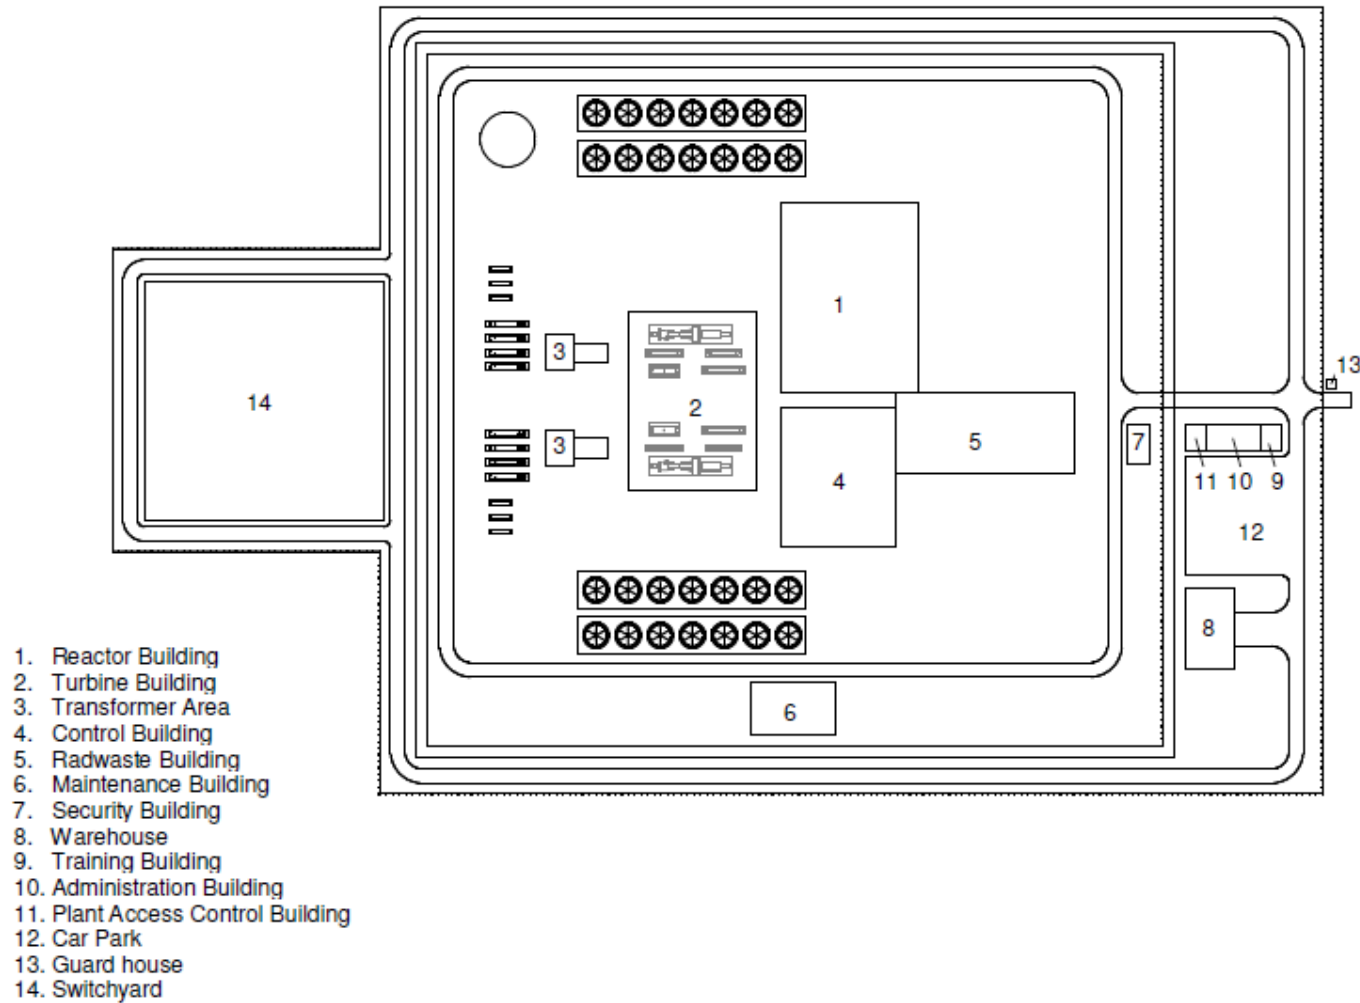 1
2
3
3
4
5
6
7
8
11 10 9
12
13
14
1. Reactor Building
2. Turbine Building
3. Transformer Area
4. Control Building
5. Radwaste Building
6. Maintenance Building
7. Security Building
8. Warehouse
9. Training Building
10. Administration Building
11. Plant Access Control Building
12. Car Park
13. Guard house
14. Switchyard